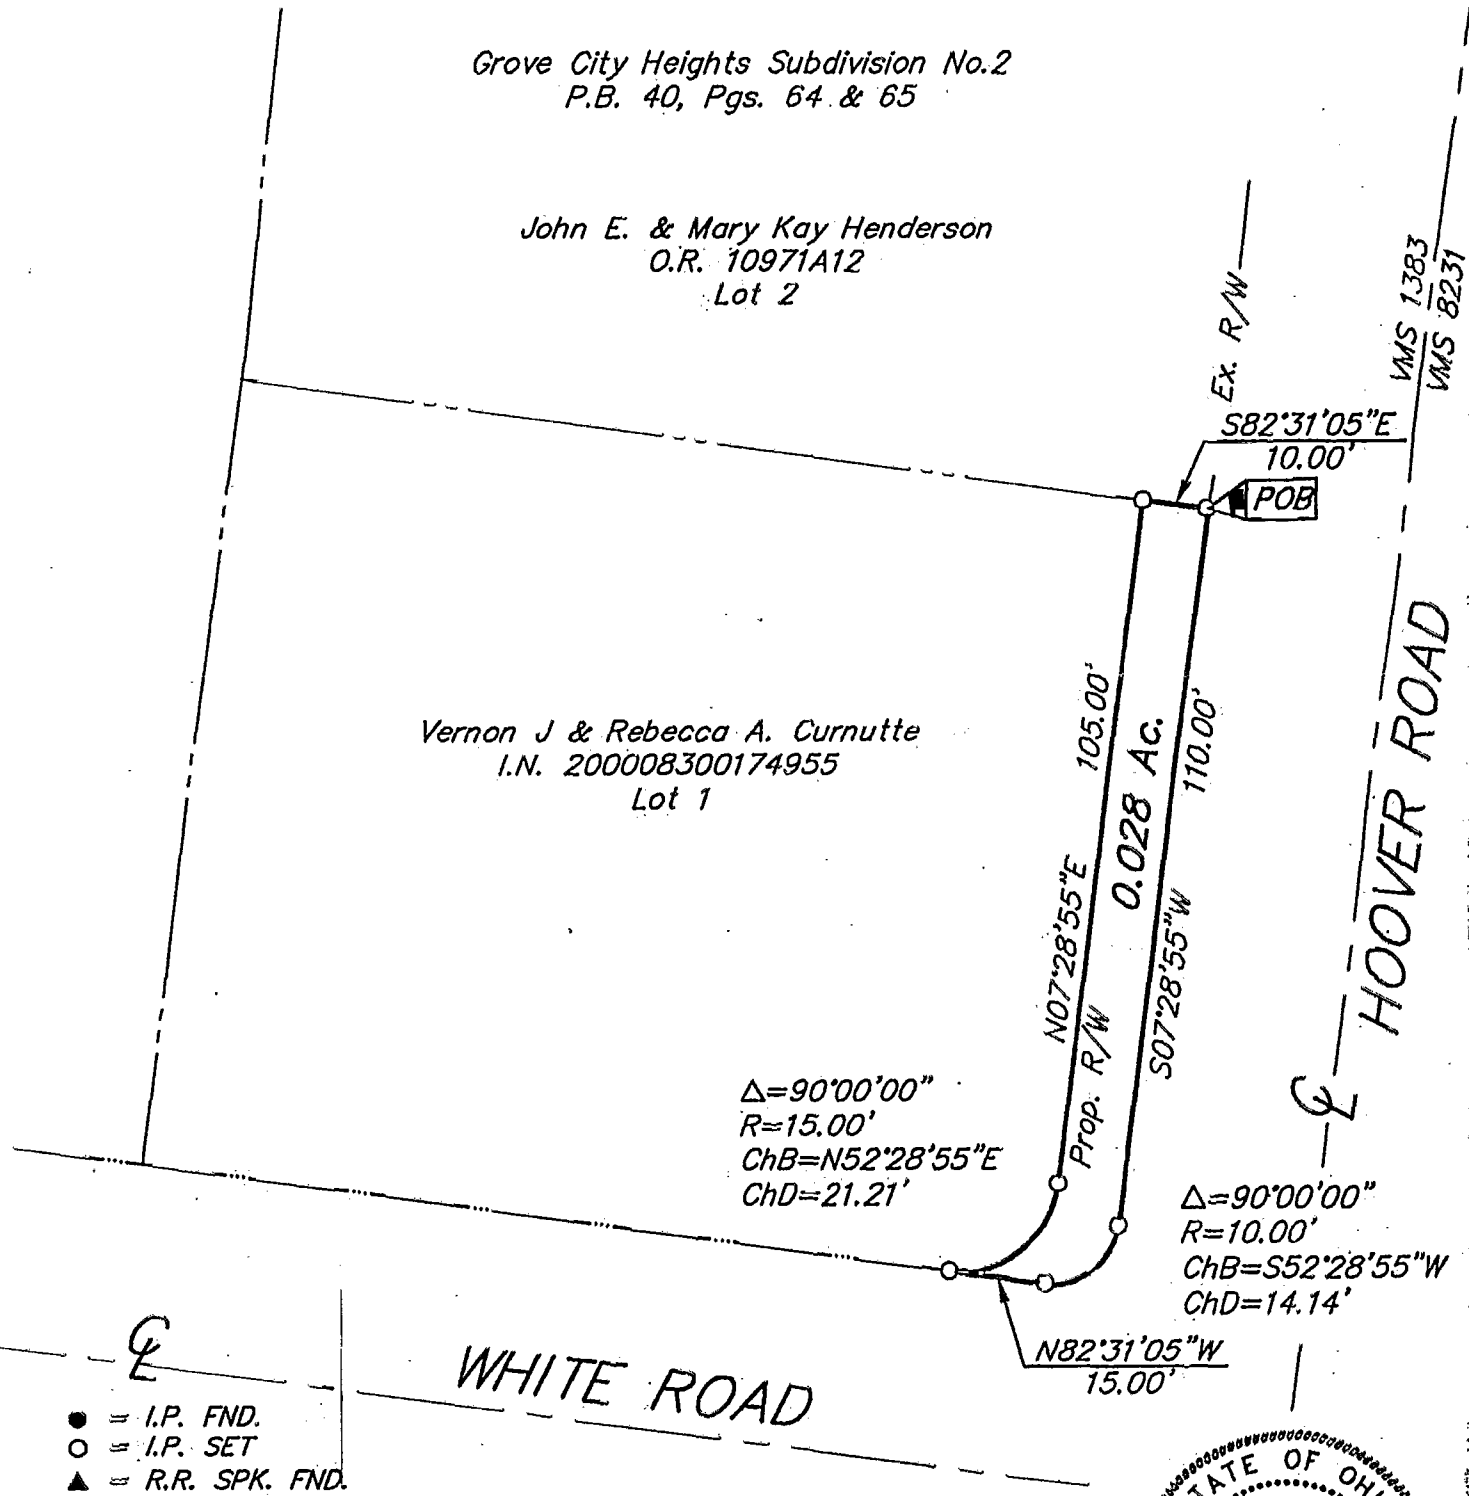 Grove City Heights Subdivision No.2
P.B. 40, Pgs. 64 & 65
John E. & Mary Kay Henderson
O.R. 10971A12
Lot 2
Ex. R/W
VMS 1383
VMS 8231
S82°31'05"E
10.00'
POB
Vernon J & Rebecca A. Curnutte
I.N. 200008300174955
Lot 1
N07°28'55"E 105.00'
0.028 Ac.
S07°28'55"W 110.00'
Prop. R/W
HOOVER ROAD
℄
Δ=90°00'00"
R=15.00'
ChB=N52°28'55"E
ChD=21.21'
Δ=90°00'00"
R=10.00'
ChB=S52°28'55"W
ChD=14.14'
N82°31'05"W
15.00'
℄
WHITE ROAD
● = I.P. FND.
○ = I.P. SET
▲ = R.R. SPK. FND.
TATE OF OH